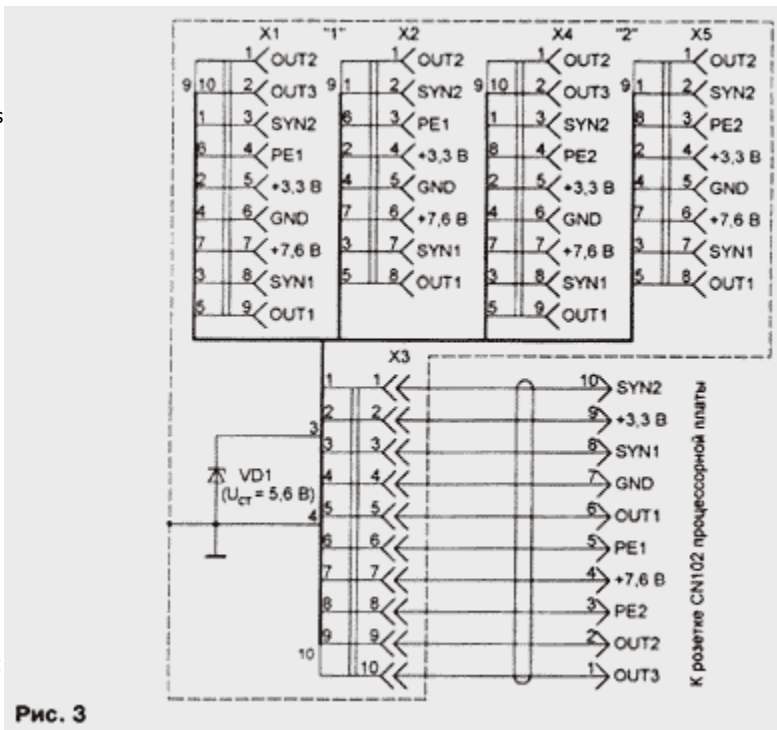 X1 "1" X2 X4 "2" X5
1 OUT2 1 OUT2 1 OUT2 1 OUT2
9 10 2 OUT3 9 1 2 SYN2 9 10 2 OUT3 9 1 2 SYN2
1 3 SYN2 6 3 PE1 1 3 SYN2 8 3 PE2
6 4 PE1 2 4 +3,3 В 8 4 PE2 2 4 +3,3 В
2 5 +3,3 В 4 5 GND 2 5 +3,3 В 4 5 GND
4 6 GND 7 6 +7,6 В 4 6 GND 7 6 +7,6 В
7 7 +7,6 В 3 7 SYN1 7 7 +7,6 В 3 7 SYN1
3 8 SYN1 5 8 OUT1 3 8 SYN1 5 8 OUT1
5 9 OUT1 5 9 OUT1
X3
1 1 10 SYN2
2 2 9 +3,3 В
3
3 3 8 SYN1
VD1
4 4 7 GND
(Uст = 5,6 В)
5 5 6 OUT1
4
6 6 5 PE1
7 7 4 +7,6 В
8 8 3 PE2
9 9 2 OUT2
10
10 1 OUT3
К розетке CN102 процессорной платы
Рис. 3